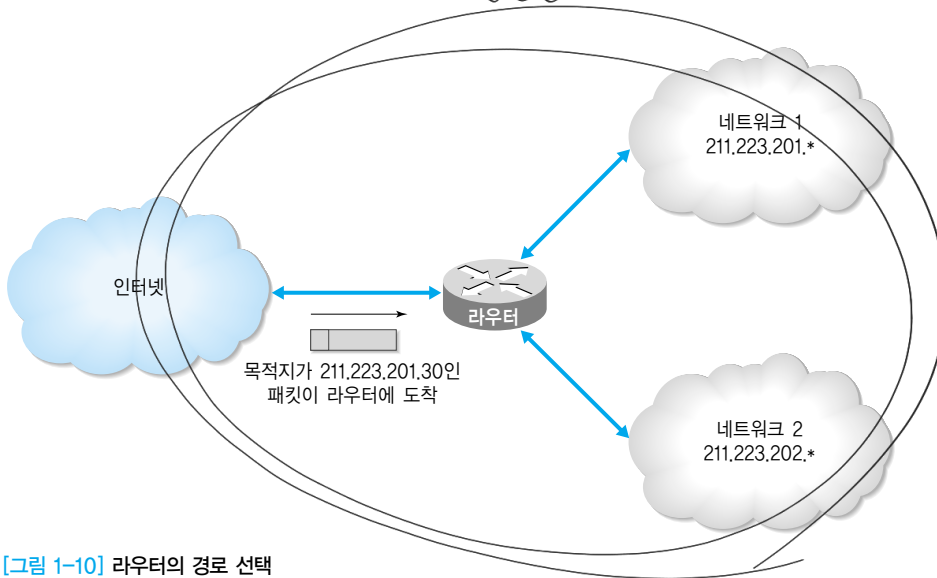 네트워크 1
211.223.201.*
인터넷
라우터
목적지가 211.223.201.30인
패킷이 라우터에 도착
네트워크 2
211.223.202.*
[그림 1-10] 라우터의 경로 선택